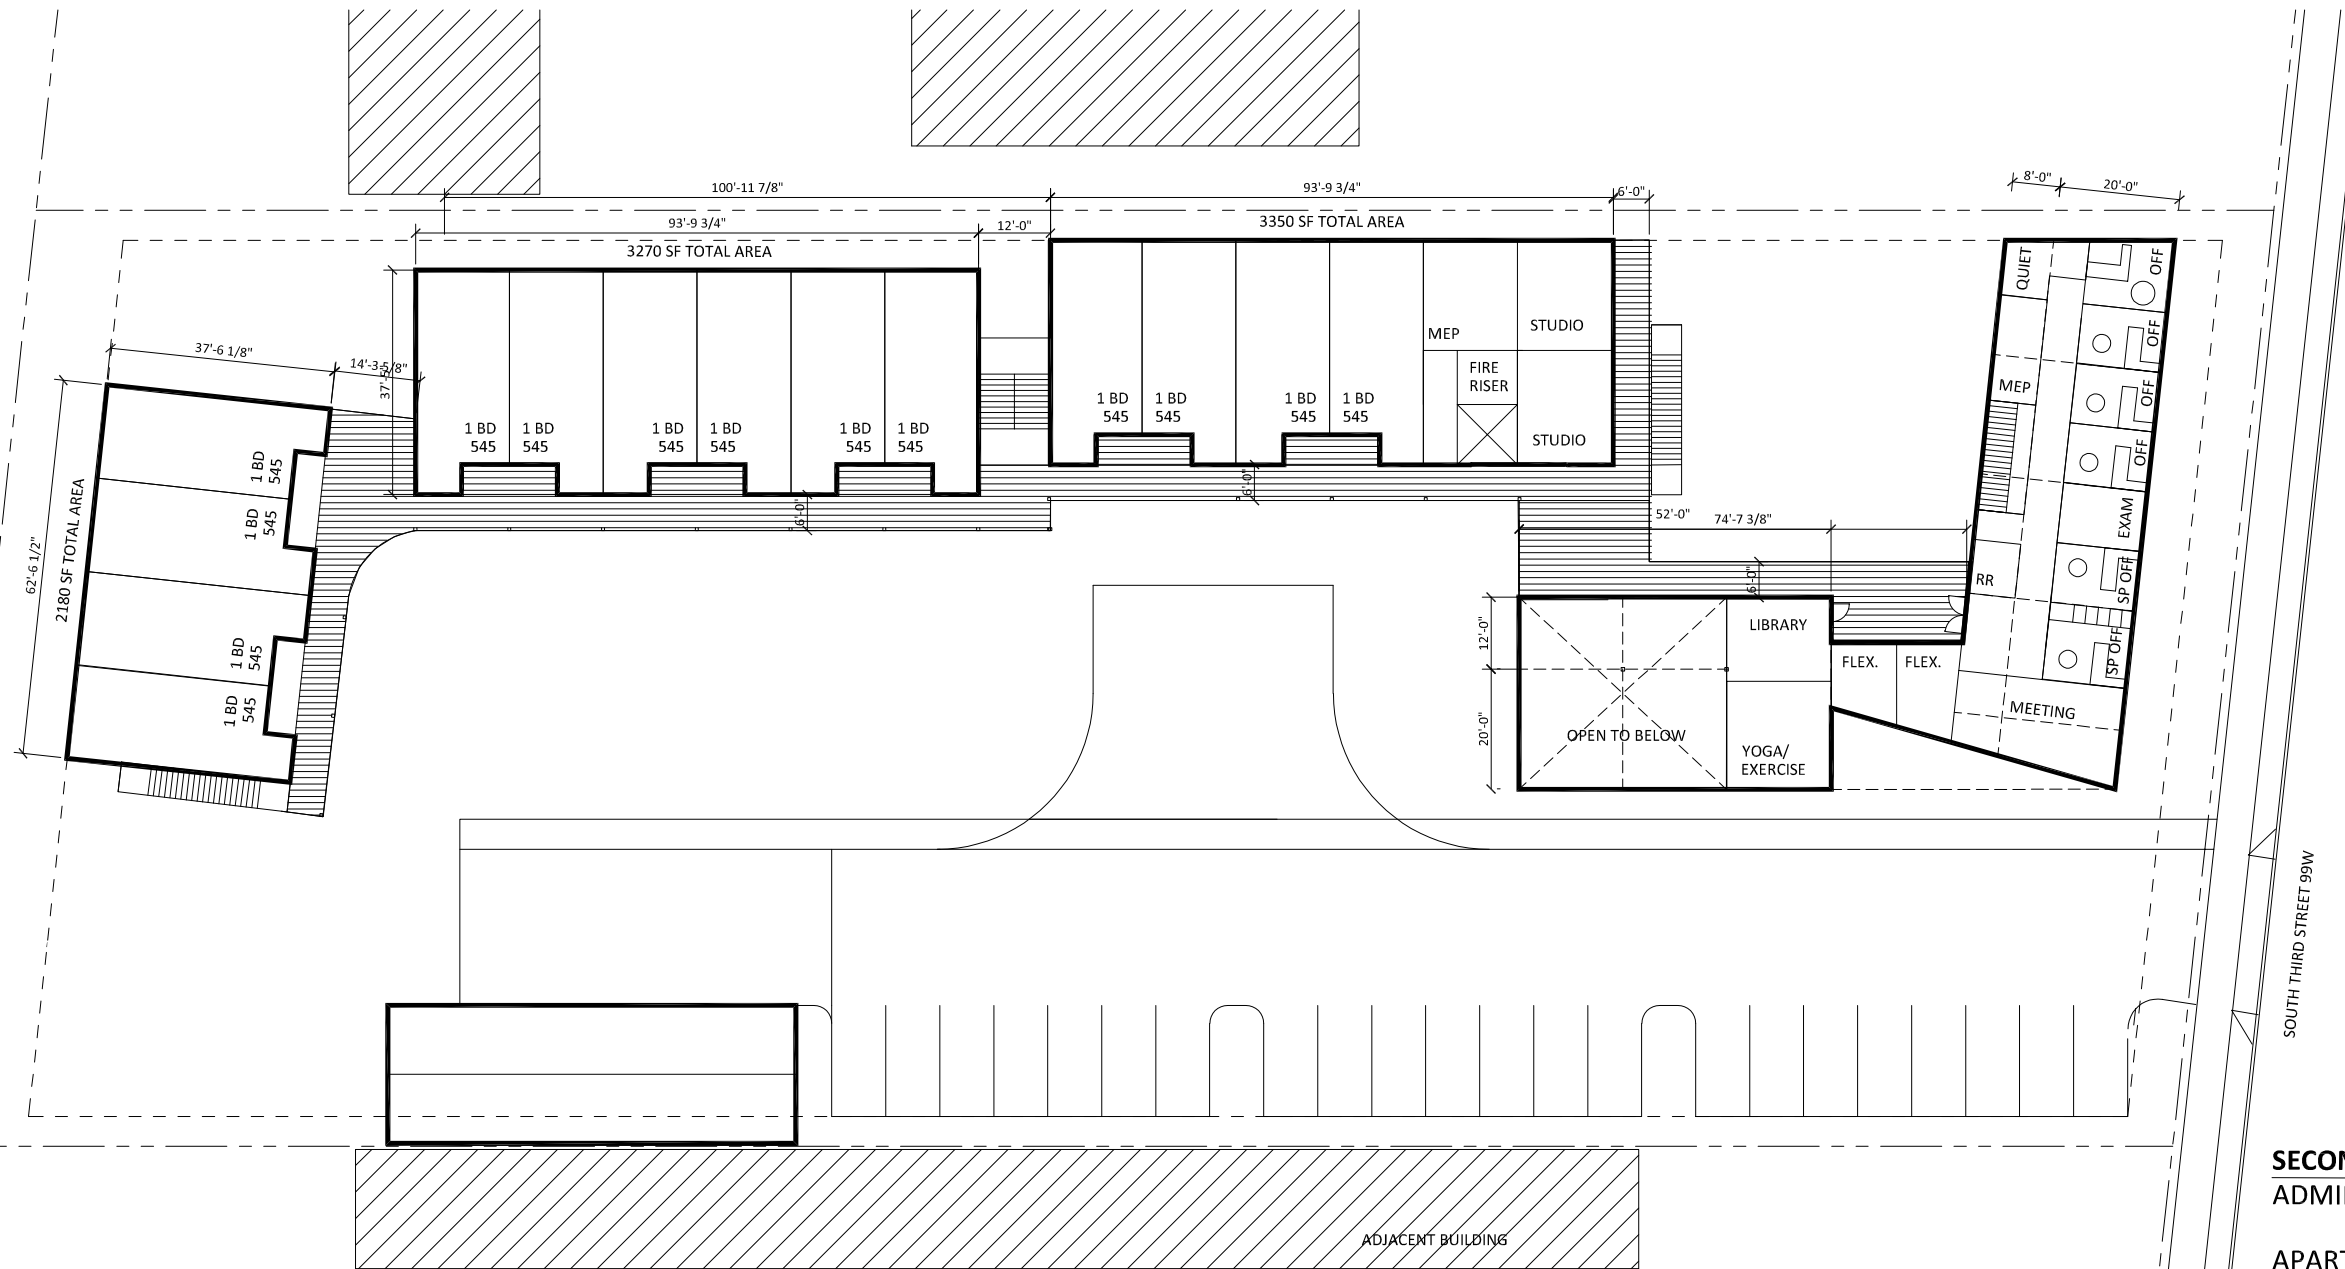 100'-11 7/8"
93'-9 3/4"
6'-0"
8'-0"
20'-0"
93'-9 3/4"
12'-0"
3350 SF TOTAL AREA
3270 SF TOTAL AREA
37'-6 1/8"
14'-3 5/8"
62'-6 1/2"
2180 SF TOTAL AREA
1 BD
545
1 BD
545
1 BD
545
1 BD
545
1 BD
545
1 BD
545
1 BD
545
1 BD
545
1 BD
545
1 BD
545
6'-0"
1 BD
545
1 BD
545
1 BD
545
1 BD
545
6'-0"
MEP
FIRE
RISER
STUDIO
STUDIO
52'-0"
74'-7 3/8"
6'-0"
12'-0"
20'-0"
OPEN TO BELOW
LIBRARY
YOGA/
EXERCISE
FLEX.
FLEX.
QUIET
MEP
RR
OFF
OFF
OFF
OFF
EXAM
SP OFF
SP OFF
MEETING
SOUTH THIRD STREET 99W
ADJACENT BUILDING
SECON
ADMI
APART